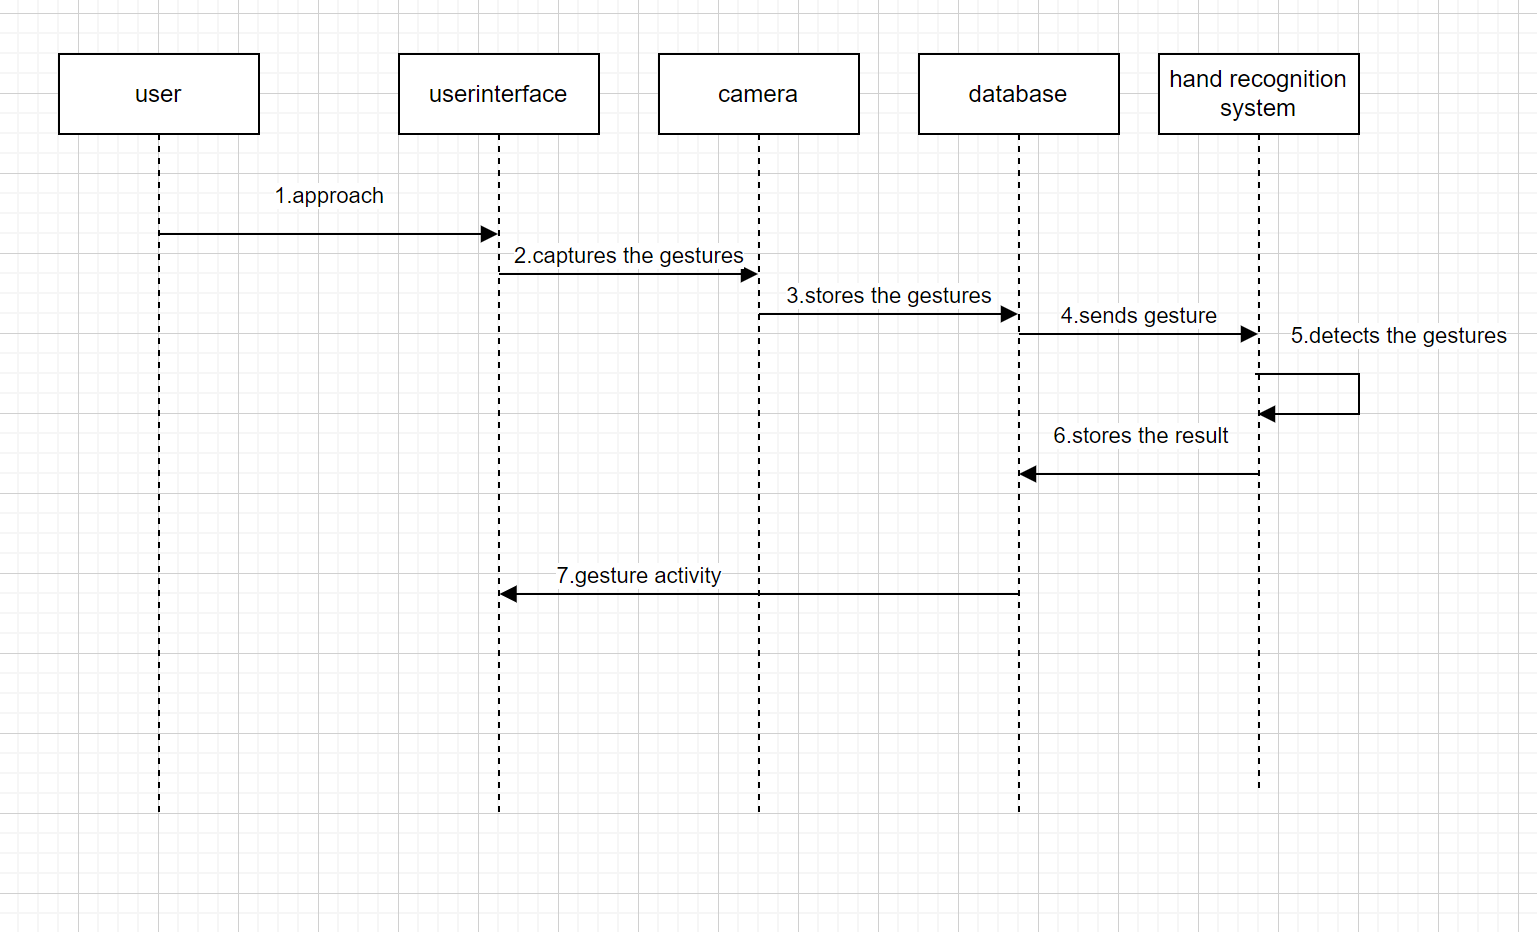 user
userinterface
camera
database
hand recognition
system
1.approach
2.captures the gestures
3.stores the gestures
4.sends gesture
5.detects the gestures
6.stores the result
7.gesture activity